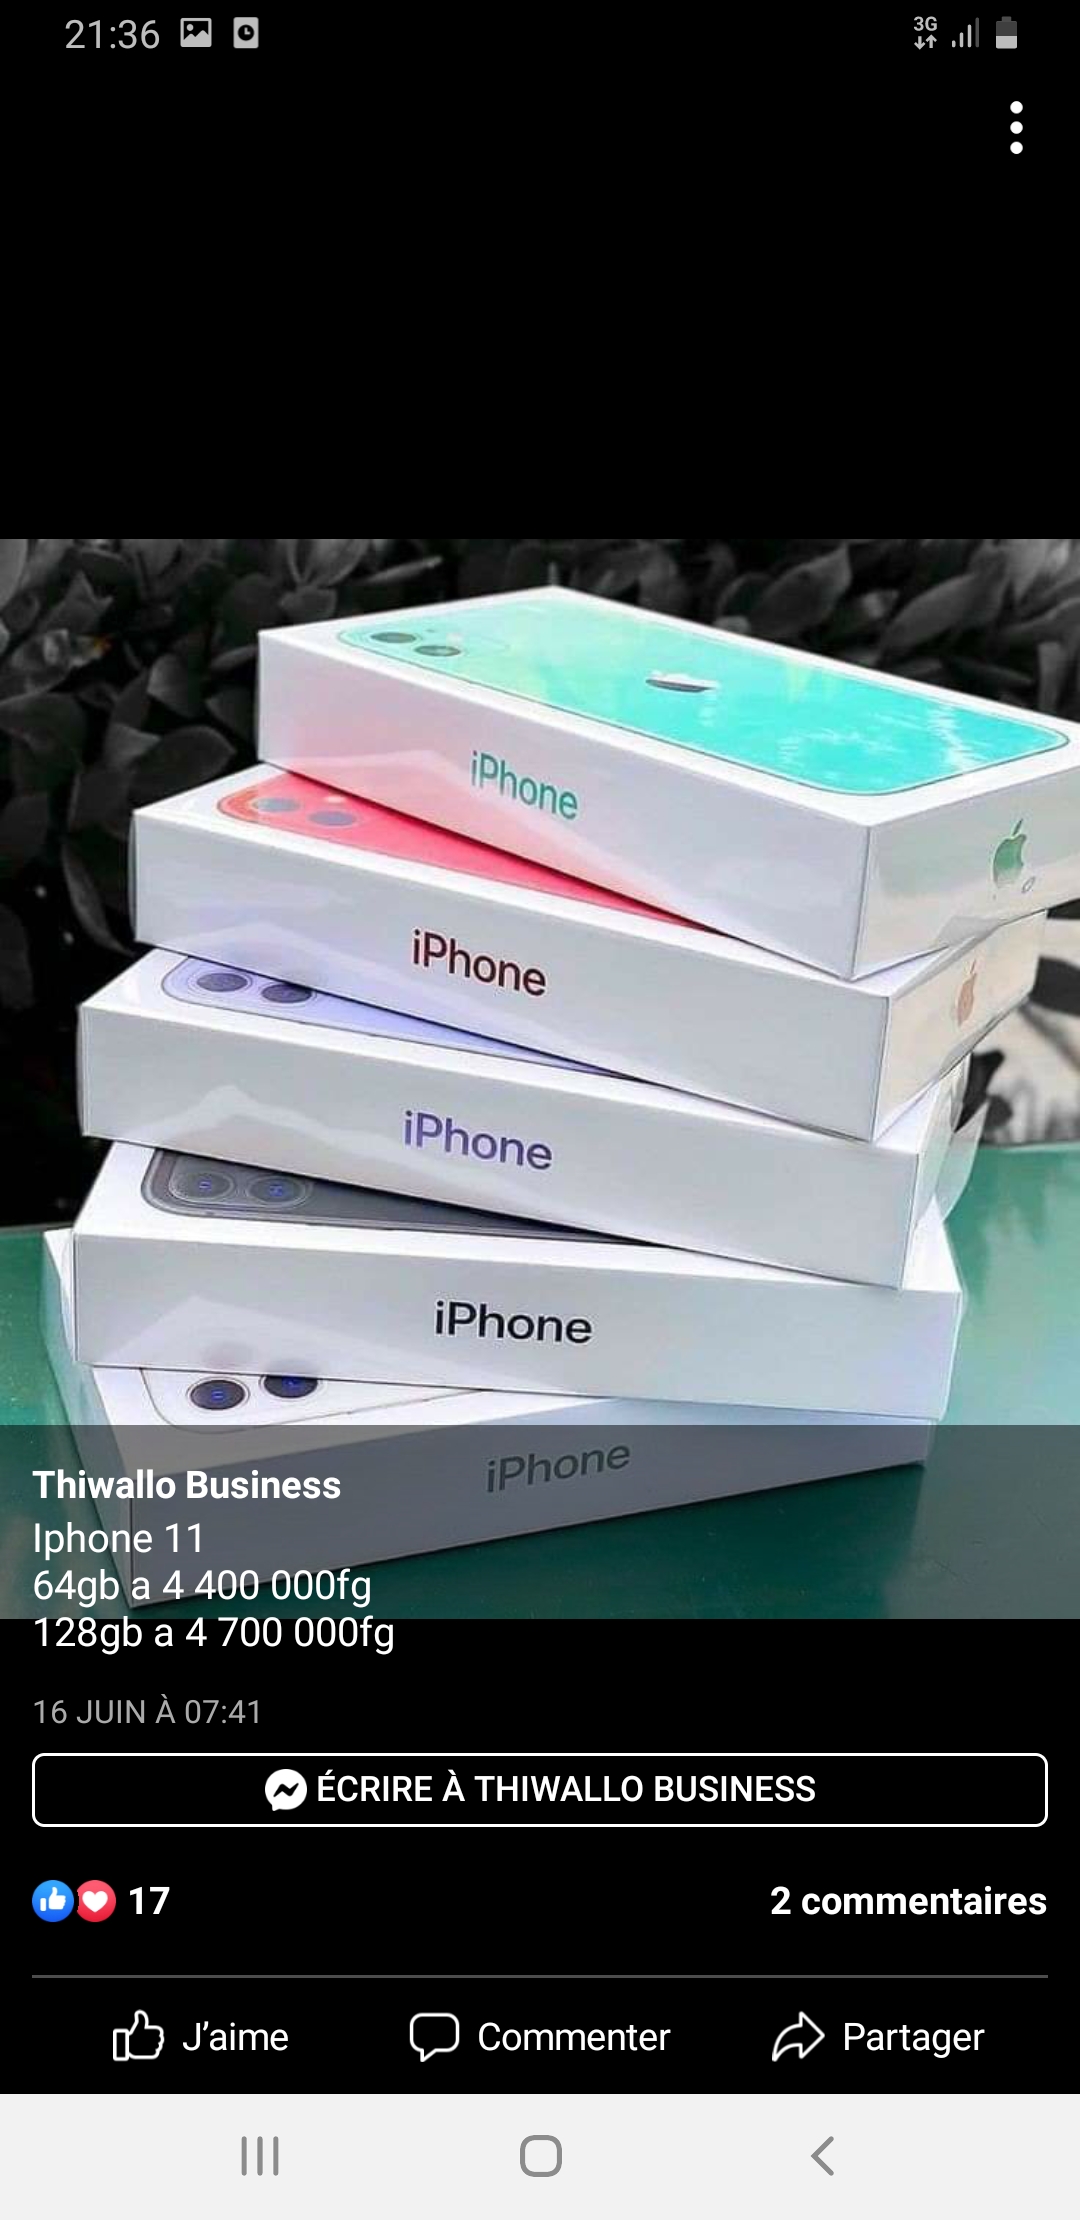 21:36
3G
iPhone
iPhone
iPhone
iPhone
iPhone
Thiwallo Business
Iphone 11
64gb a 4 400 000fg
128gb a 4 700 000fg
16 JUIN À 07:41
ÉCRIRE À THIWALLO BUSINESS
17
2 commentaires
J’aime
Commenter
Partager